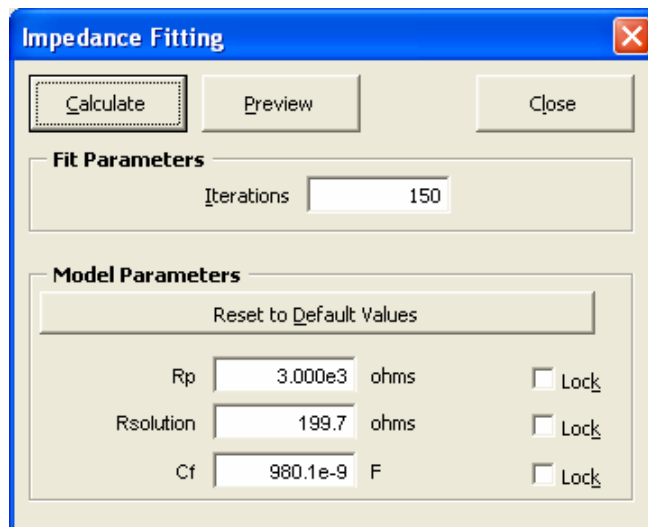 Impedance Fitting
Calculate Preview Close
Fit Parameters
Iterations 150
Model Parameters
Reset to Default Values
Rp 3.000e3 ohms Lock
Rsolution 199.7 ohms Lock
Cf 980.1e-9 F Lock